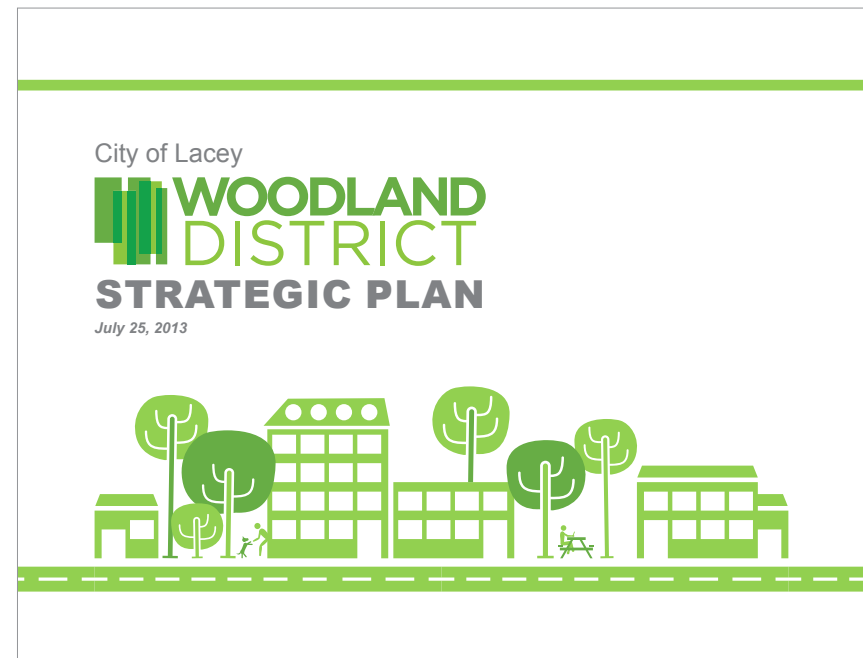 City of Lacey
WOODLAND
DISTRICT
STRATEGIC PLAN
July 25, 2013